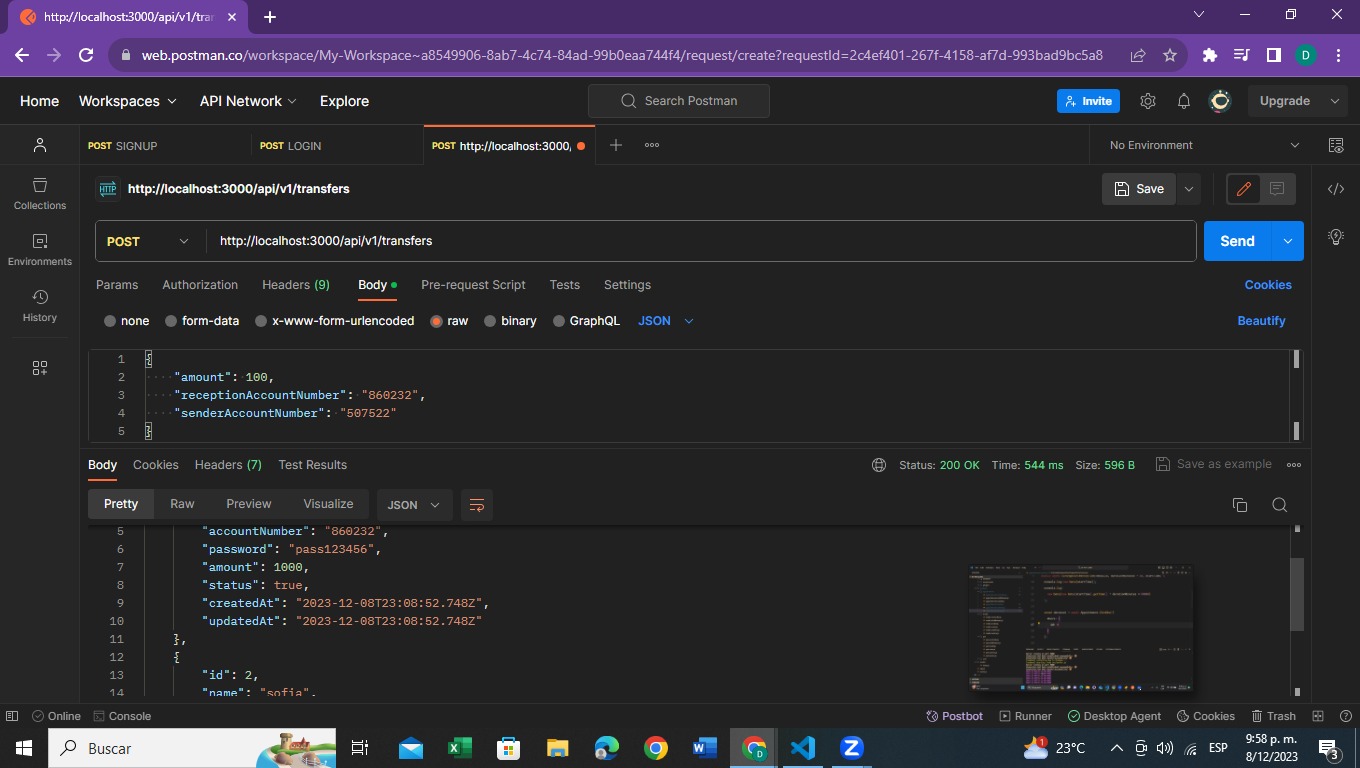 http://localhost:3000/api/v1/tra
web.postman.co/workspace/My-Workspace~a8549906-8ab7-4c74-84ad-99b0eaa744f4/request/create?requestId=2c4ef401-267f-4158-af7d-993bad9bc5a8
D
Home Workspaces API Network Explore
Search Postman
Invite
Upgrade
POST SIGNUP
POST LOGIN
POST http://localhost:3000,
No Environment
HTTP http://localhost:3000/api/v1/transfers
Save
Collections
Environments
History
POST http://localhost:3000/api/v1/transfers
Send
Params Authorization Headers (9) Body Pre-request Script Tests Settings
Cookies
none form-data x-www-form-urlencoded raw binary GraphQL JSON
Beautify
1 {
2 "amount": 100,
3 "receptionAccountNumber": "860232",
4 "senderAccountNumber": "507522"
5 }
Body Cookies Headers (7) Test Results
Status: 200 OK Time: 544 ms Size: 596 B
Save as example
Pretty Raw Preview Visualize JSON
5 "accountNumber": "860232",
6 "password": "pass123456",
7 "amount": 1000,
8 "status": true,
9 "createdAt": "2023-12-08T23:08:52.748Z",
10 "updatedAt": "2023-12-08T23:08:52.748Z"
11 },
12 {
13 "id": 2,
14 "name": "sofia",
Online Console
Postbot Runner Desktop Agent Cookies Trash
Buscar
D
23°C
ESP
9:58 p. m.
8/12/2023
3